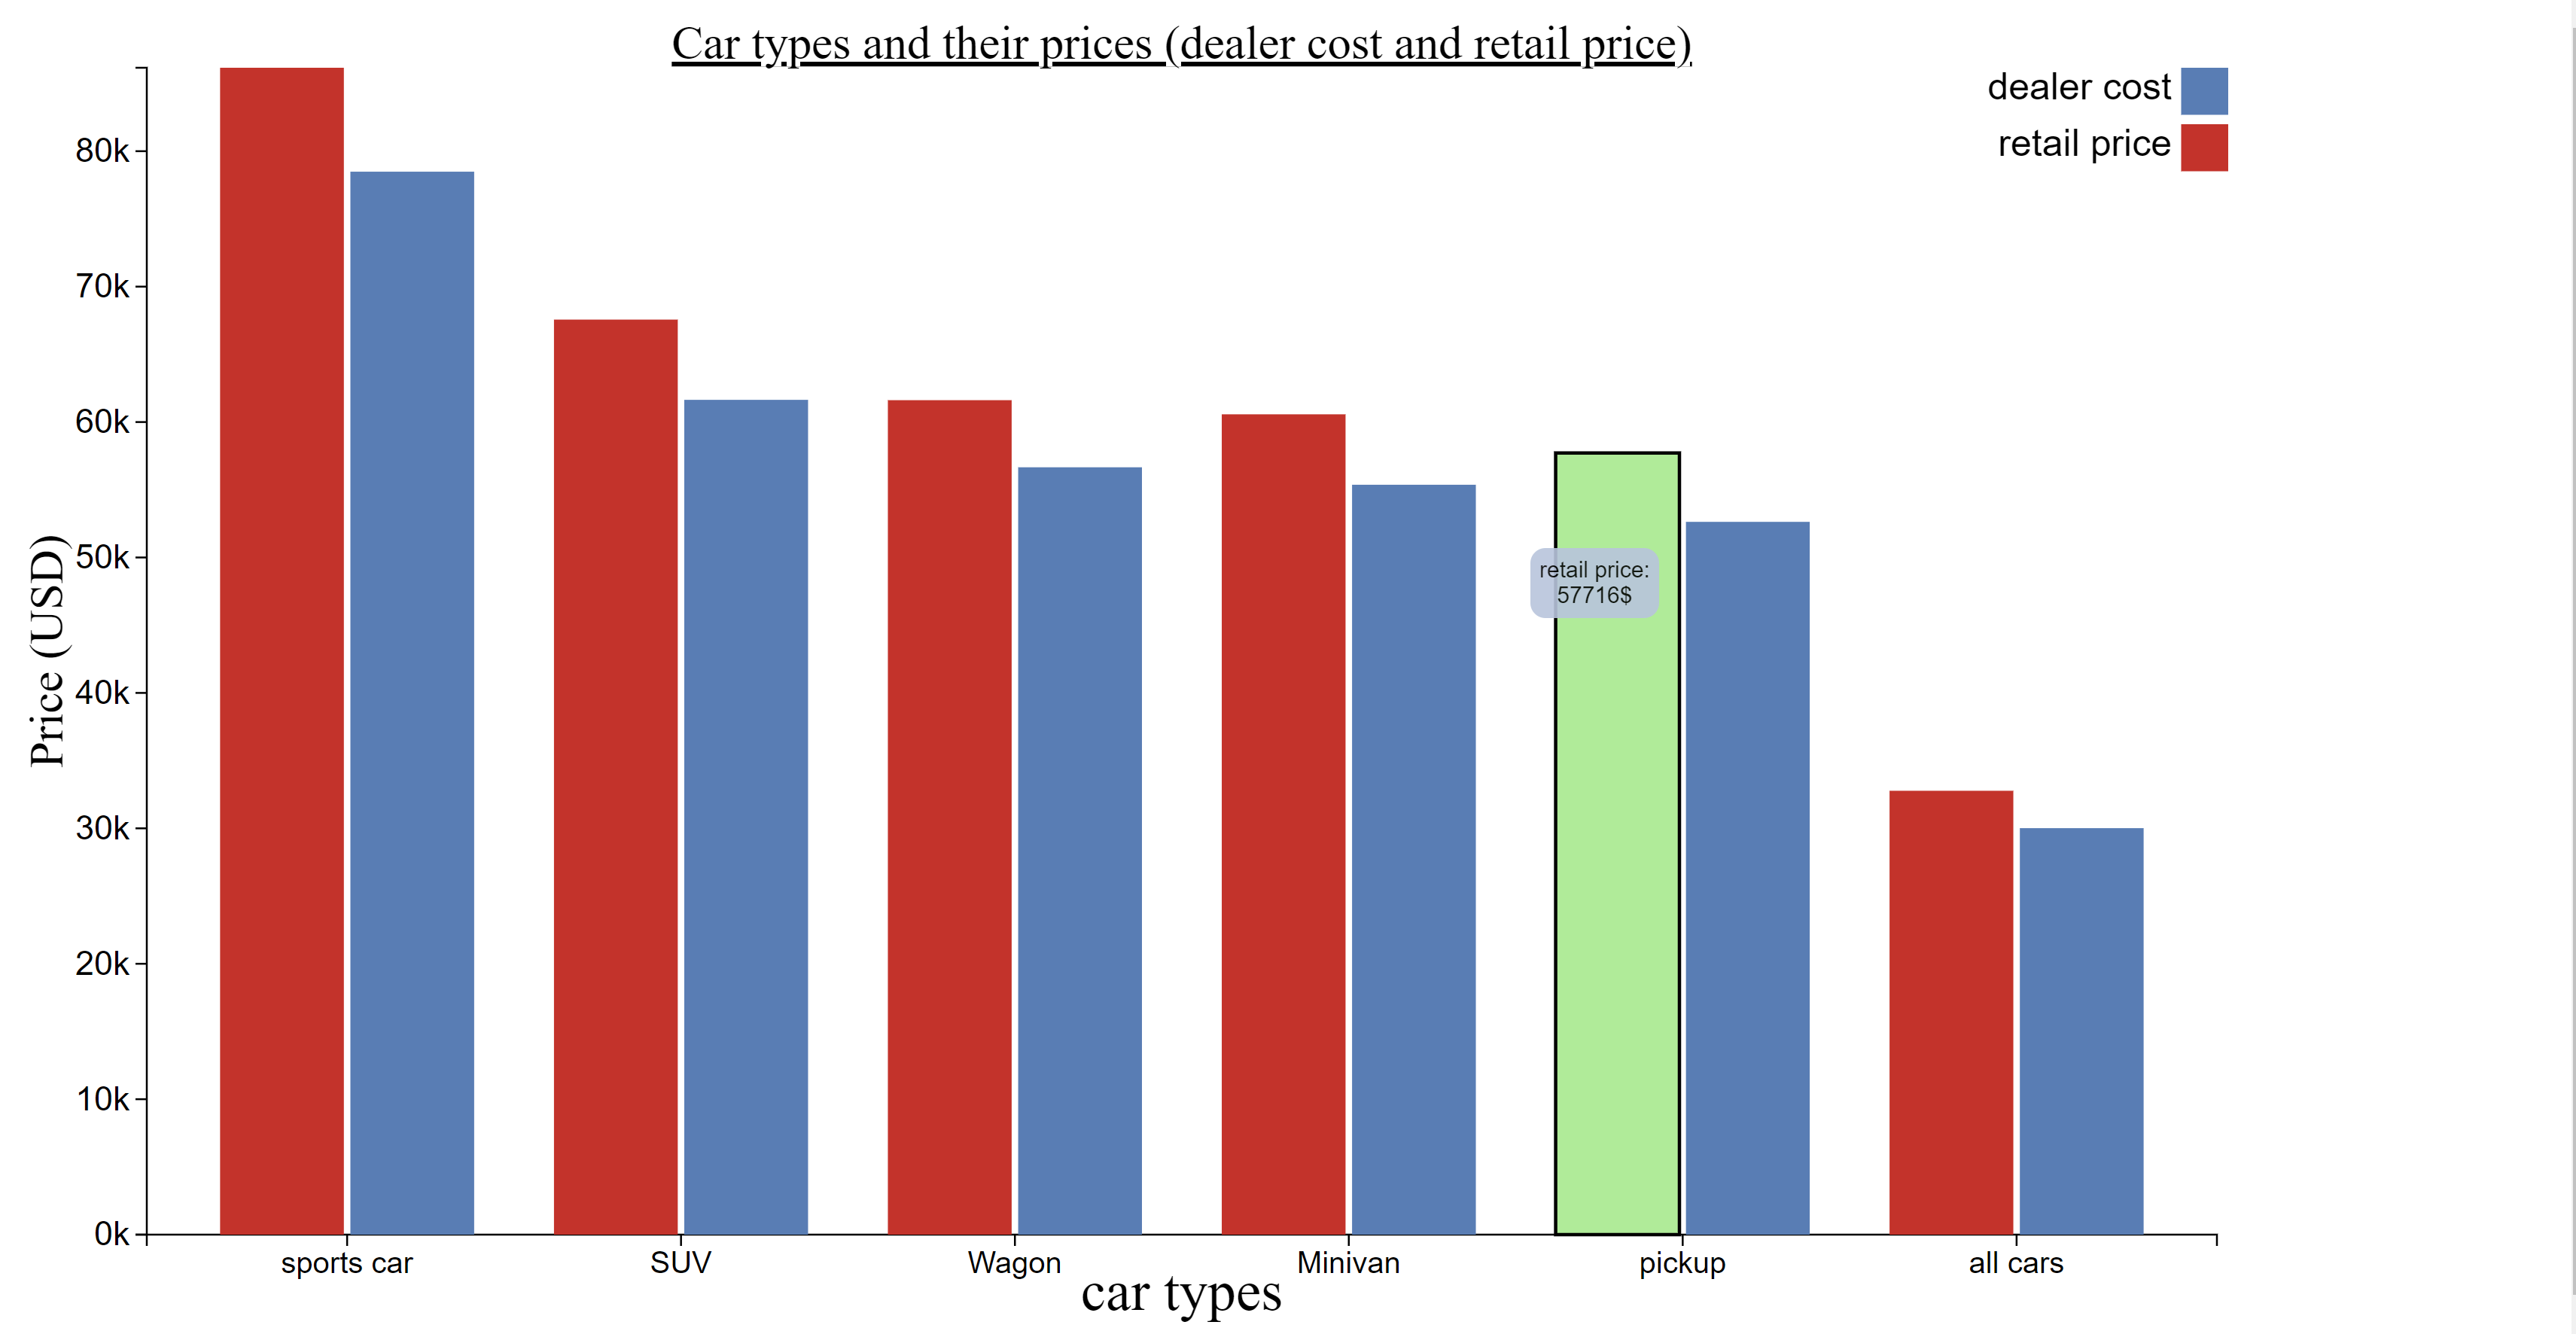 Car types and their prices (dealer cost and retail price)
dealer cost
retail price
80k
70k
60k
50k
40k
30k
20k
10k
0k
Price (USD)
retail price:
57716$
sports car
SUV
Wagon
Minivan
pickup
all cars
car types